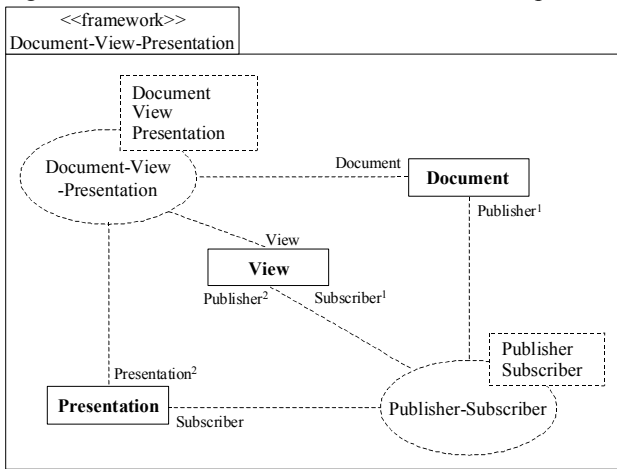 <<framework>>
Document-View-Presentation
Document
View
Presentation
Document-View
-Presentation
Document
Document
Publisher¹
View
View
Publisher²
Subscriber¹
Publisher
Subscriber
Presentation²
Presentation
Subscriber
Publisher-Subscriber